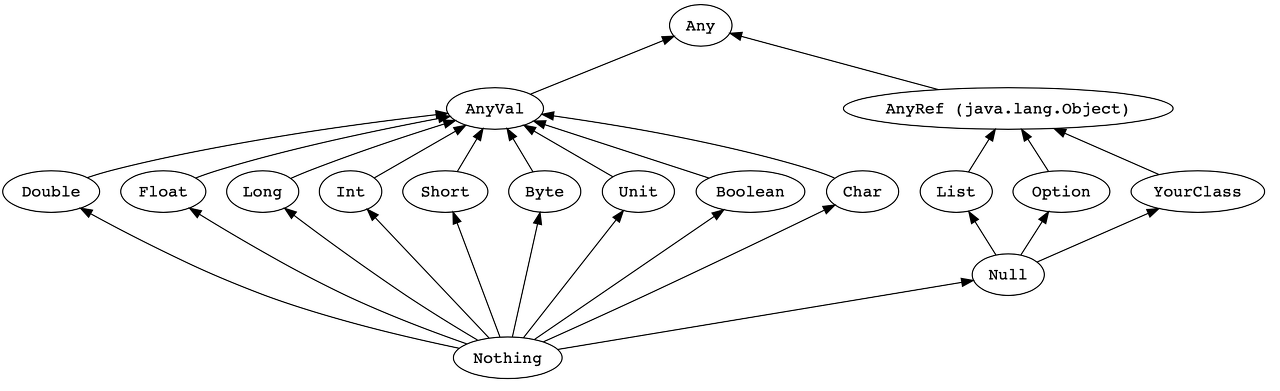 Any
AnyVal
AnyRef (java.lang.Object)
Double
Float
Long
Int
Short
Byte
Unit
Boolean
Char
List
Option
YourClass
Null
Nothing